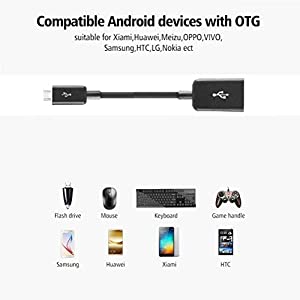 Compatible Android devices with OTG
suitable for Xiami,Huawei,Meizu,OPPO,VIVO,
Samsung,HTC,LG,Nokia ect
Flash drive
Mouse
Keyboard
Game handle
Samsung
Huawei
Xiami
HTC